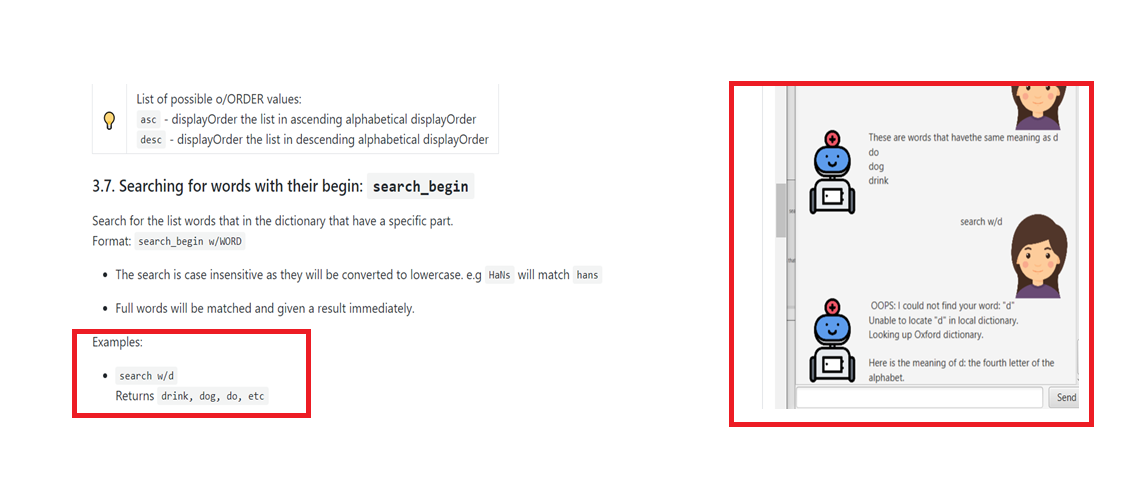 List of possible o/ORDER values:
asc - displayOrder the list in ascending alphabetical displayOrder
desc - displayOrder the list in descending alphabetical displayOrder
3.7. Searching for words with their begin: search_begin
Search for the list words that in the dictionary that have a specific part.
Format: search_begin w/WORD
• The search is case insensitive as they will be converted to lowercase. e.g HaNs will match hans
• Full words will be matched and given a result immediately.
Examples:
• search w/d
Returns drink, dog, do, etc
These are words that havethe same meaning as d
do
dog
drink
search w/d
OOPS: I could not find your word: "d"
Unable to locate "d" in local dictionary.
Looking up Oxford dictionary.
Here is the meaning of d: the fourth letter of the
alphabet.
Send